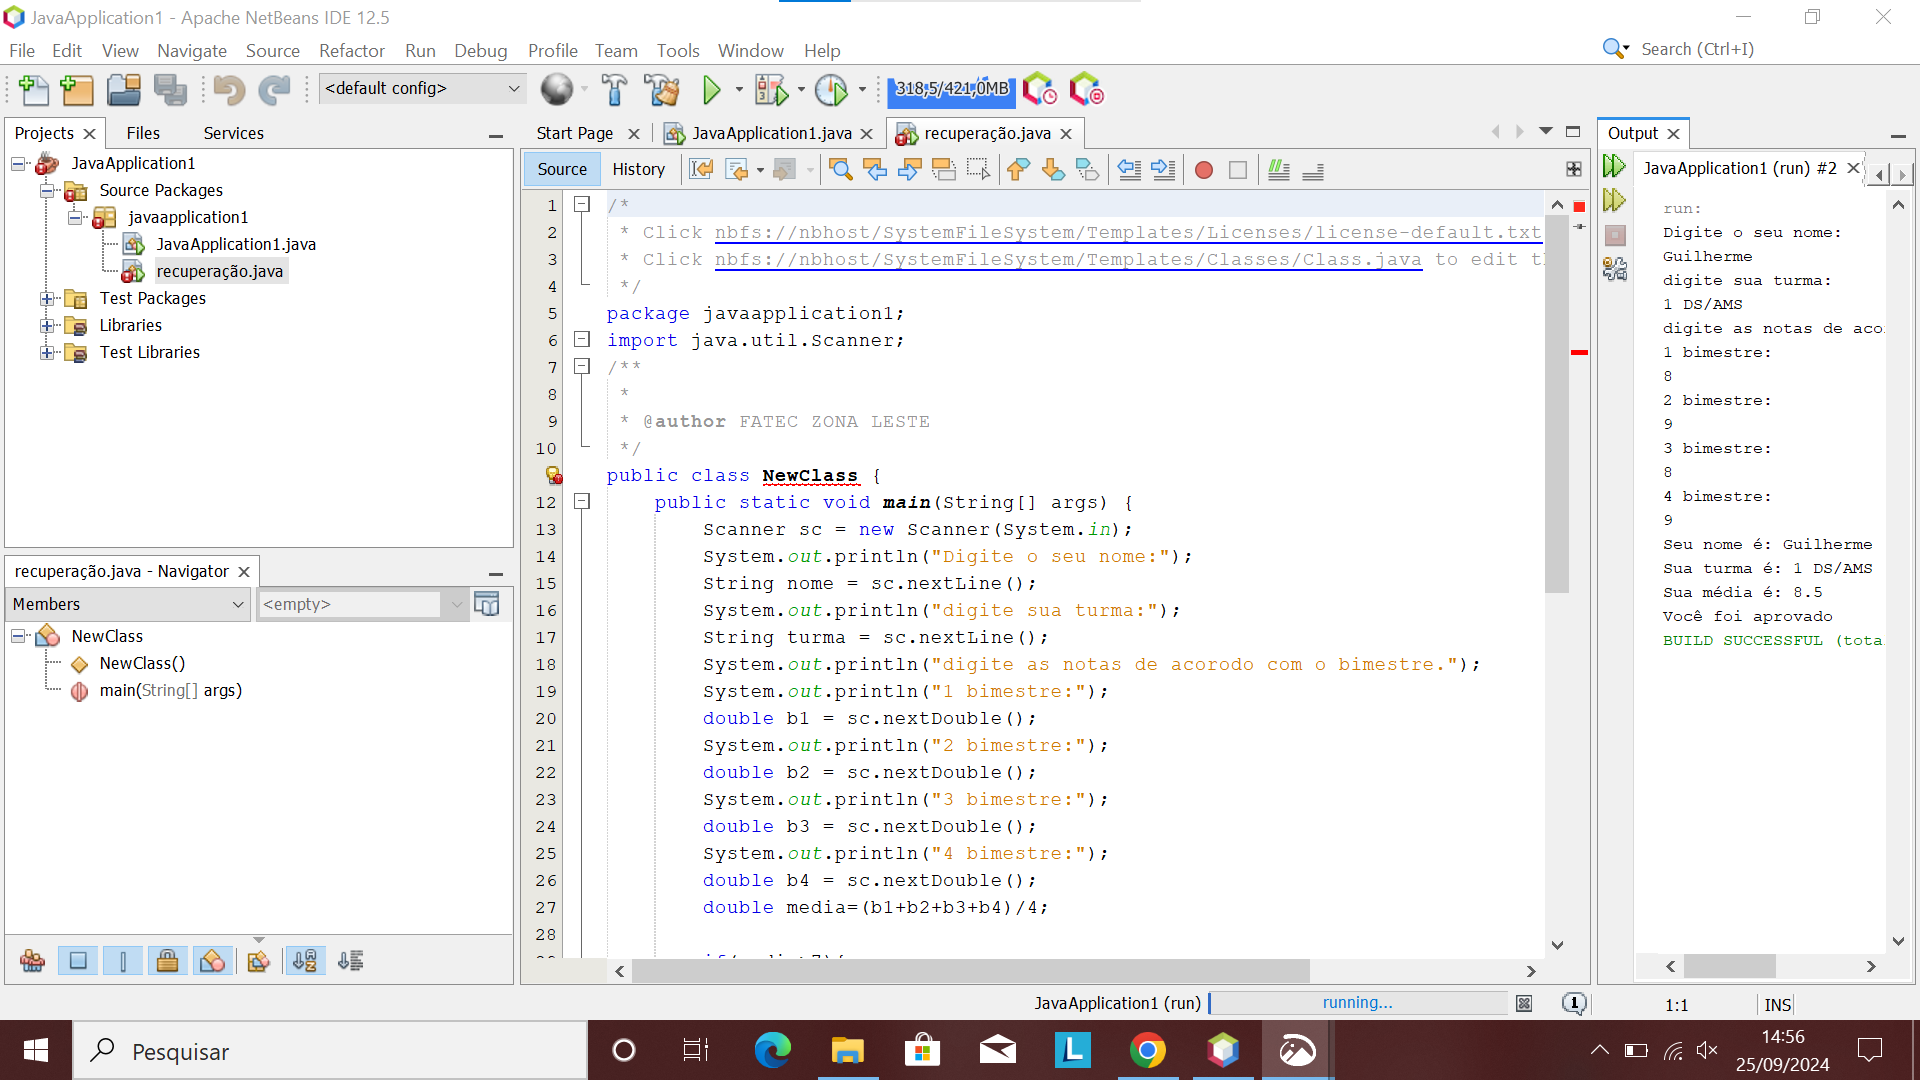 JavaApplication1 - Apache NetBeans IDE 12.5
File Edit View Navigate Source Refactor Run Debug Profile Team Tools Window Help
Search (Ctrl+I)
<default config>
318,5/421,0MB
Projects Files Services
JavaApplication1
Source Packages
javaapplication1
JavaApplication1.java
recuperação.java
Test Packages
Libraries
Test Libraries
recuperação.java - Navigator
Members
<empty>
NewClass
NewClass()
main(String[] args)
Start Page JavaApplication1.java recuperação.java
Source History
1 /*
2 * Click nbfs://nbhost/SystemFileSystem/Templates/Licenses/license-default.txt
3 * Click nbfs://nbhost/SystemFileSystem/Templates/Classes/Class.java to edit
4 */
5 package javaapplication1;
6 import java.util.Scanner;
7 /**
8 *
9 * @author FATEC ZONA LESTE
10 */
public class NewClass {
12 public static void main(String[] args) {
13 Scanner sc = new Scanner(System.in);
14 System.out.println("Digite o seu nome:");
15 String nome = sc.nextLine();
16 System.out.println("digite sua turma:");
17 String turma = sc.nextLine();
18 System.out.println("digite as notas de acorodo com o bimestre.");
19 System.out.println("1 bimestre:");
20 double b1 = sc.nextDouble();
21 System.out.println("2 bimestre:");
22 double b2 = sc.nextDouble();
23 System.out.println("3 bimestre:");
24 double b3 = sc.nextDouble();
25 System.out.println("4 bimestre:");
26 double b4 = sc.nextDouble();
27 double media=(b1+b2+b3+b4)/4;
28
Output
JavaApplication1 (run) #2
run:
Digite o seu nome:
Guilherme
digite sua turma:
1 DS/AMS
digite as notas de aco
1 bimestre:
8
2 bimestre:
9
3 bimestre:
8
4 bimestre:
9
Seu nome é: Guilherme
Sua turma é: 1 DS/AMS
Sua média é: 8.5
Você foi aprovado
BUILD SUCCESSFUL (tota
JavaApplication1 (run) running...
1:1 INS
Pesquisar
14:56
25/09/2024